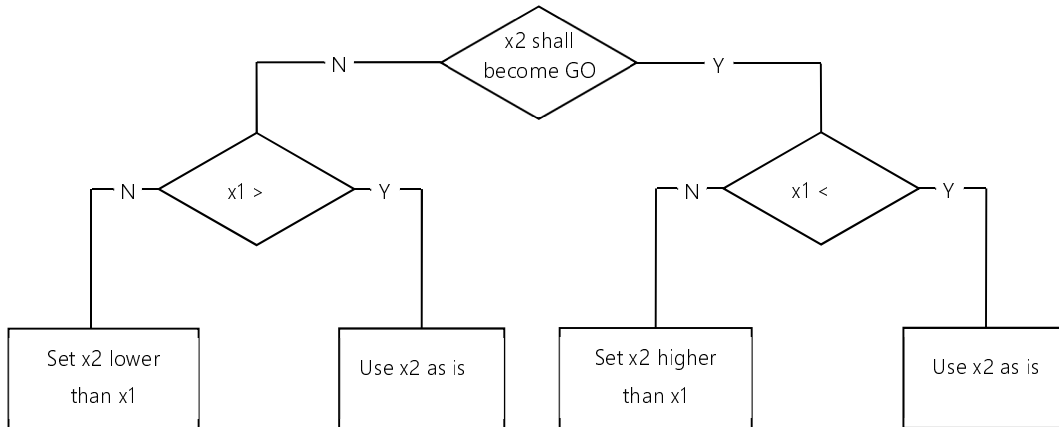 x2 shall
become GO
N
Y
x1 >
N
Y
x1 <
N
Y
Set x2 lower
than x1
Use x2 as is
Set x2 higher
than x1
Use x2 as is